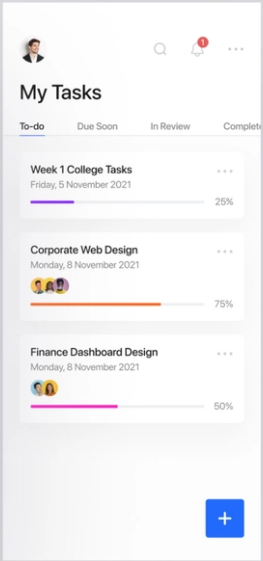 1
My Tasks
To-do Due Soon In Review Complete
Week 1 College Tasks
Friday, 5 November 2021
25%
Corporate Web Design
Monday, 8 November 2021
75%
Finance Dashboard Design
Monday, 8 November 2021
50%